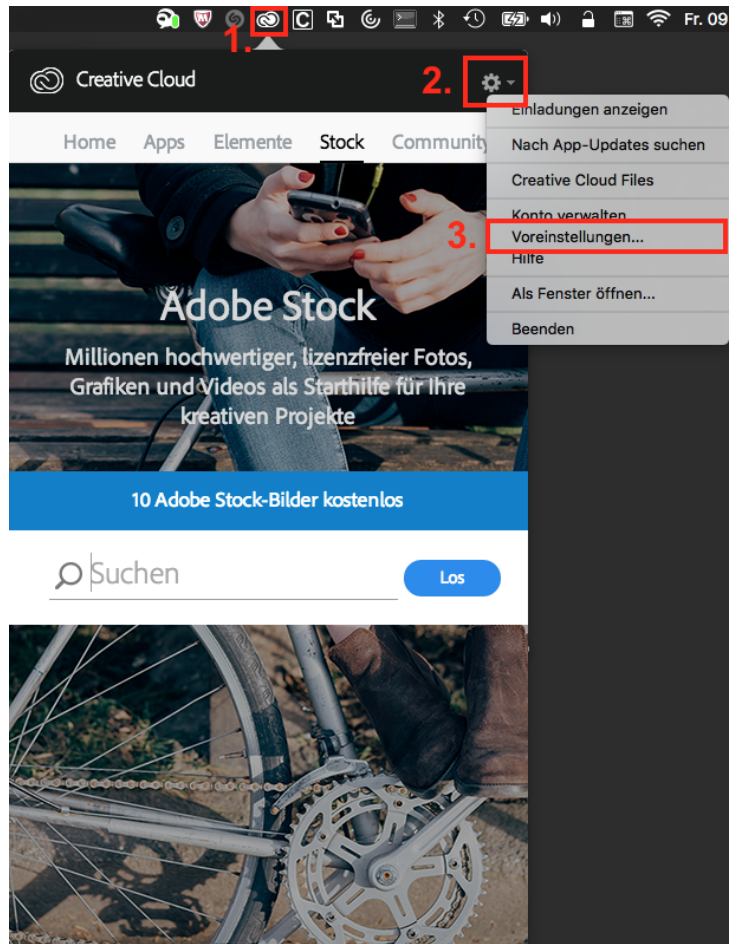 Fr. 09
1.
Creative Cloud
2.
Home Apps Elemente Stock Community
Einladungen anzeigen
Nach App-Updates suchen
Creative Cloud Files
Konto verwalten
3.
Voreinstellungen...
Hilfe
Als Fenster öffnen...
Beenden
Adobe Stock
Millionen hochwertiger, lizenzfreier Fotos,
Grafiken und Videos als Starthilfe für Ihre
kreativen Projekte
10 Adobe Stock-Bilder kostenlos
Suchen
Los